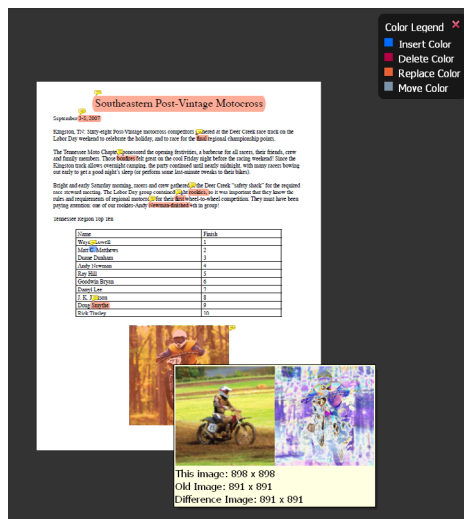 Color Legend
Insert Color
Delete Color
Replace Color
Move Color
Southeastern Post-Vintage Motocross
September 3-5, 2007
Kingston, TN: Sixty-eight Post-Vintage motocross competitors at the Deer Creek race track on the
Labor Day weekend to celebrate the holiday, and to race for the final regional championship points.
The Tennessee Moto sponsored the opening festivities, a barbecue for all racers, their friends, crew
and family members. Those bonfires felt great on the cool Friday night before the racing weekend! Since the
Kingston track allows overnight camping, the party continued until nearly midnight, with many racers bowing
out early to get a good night's sleep (or perform some last-minute tweaks to their bikes).
Bright and early Saturday morning, racers and crew gathered the Deer Creek "safety shack" for the required
race steward meeting. The Labor Day group contained rookies, so it was important that they know the
rules and requirements of regional for their first wheel-to-wheel competition. They must have been
paying attention: one of our rookies-Andy Newman-finished in group!
Tennessee Region Top Ten
Name Finish
1
Matt C. Matthews 2
Duane Dunham 3
Andy Newman 4
Ray Hill 5
Goodwin Bryan 6
Darryl Lee 7
J. K. 8
Doug Smythe 9
Rick Tinsley 10
This image: 898 x 898
Old Image: 891 x 891
Difference Image: 891 x 891